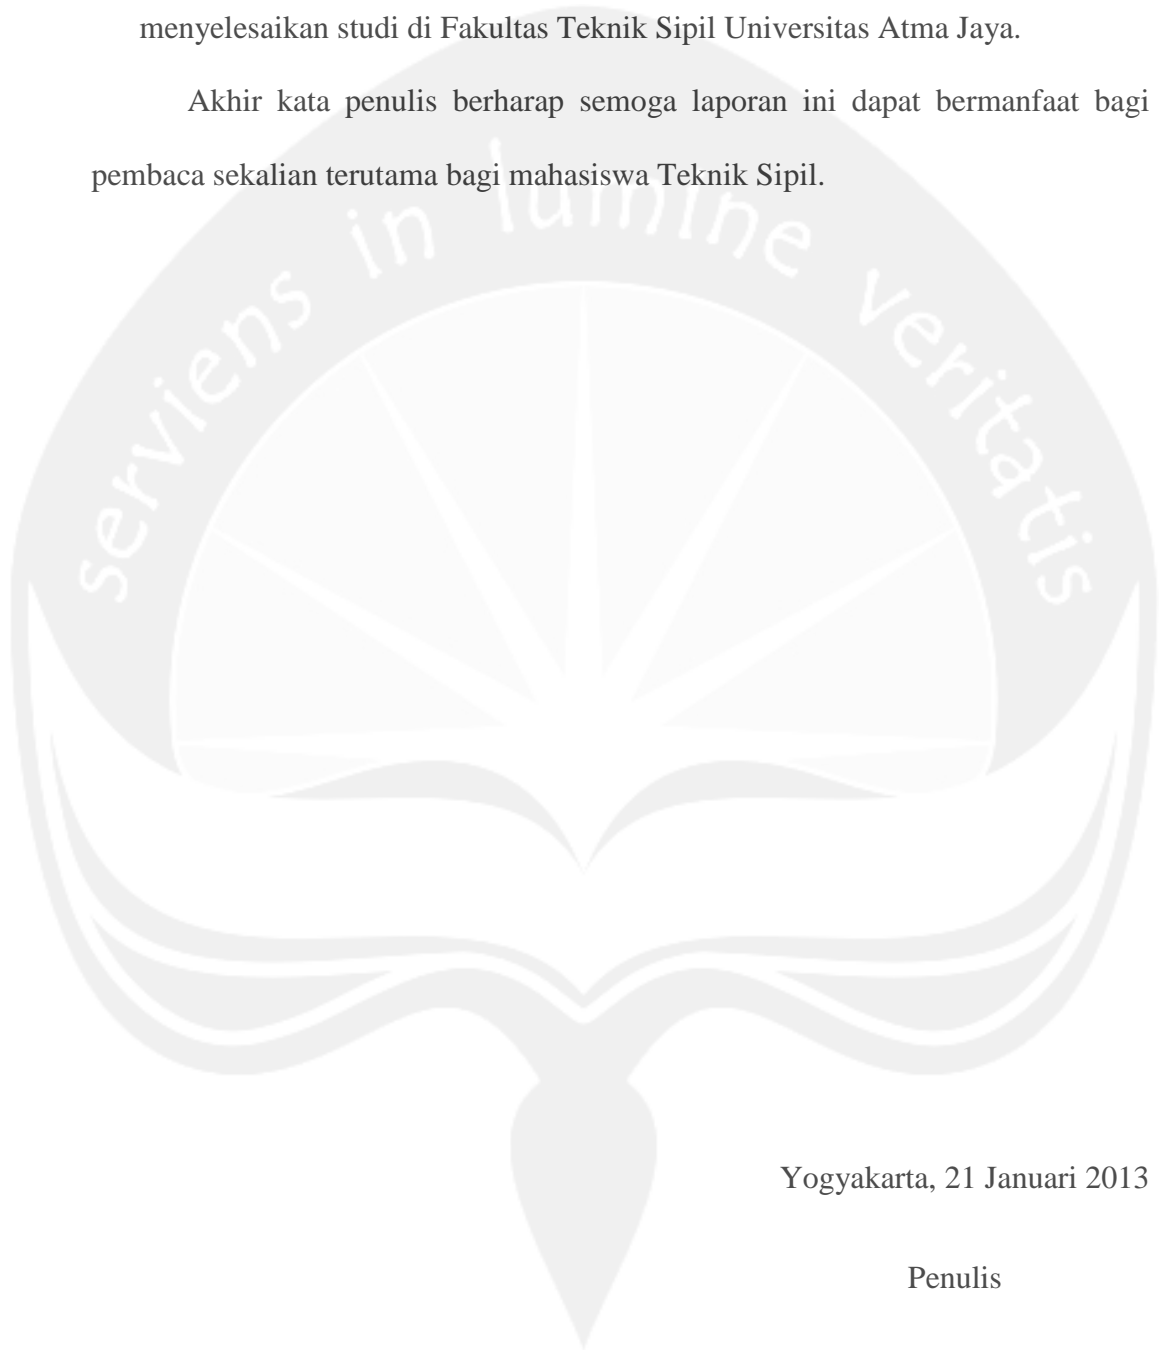 menyelesaikan studi di Fakultas Teknik Sipil Universitas Atma Jaya.
Akhir kata penulis berharap semoga laporan ini dapat bermanfaat bagi
pembaca sekalian terutama bagi mahasiswa Teknik Sipil.
serviens in lumine veritatis
Yogyakarta, 21 Januari 2013
Penulis